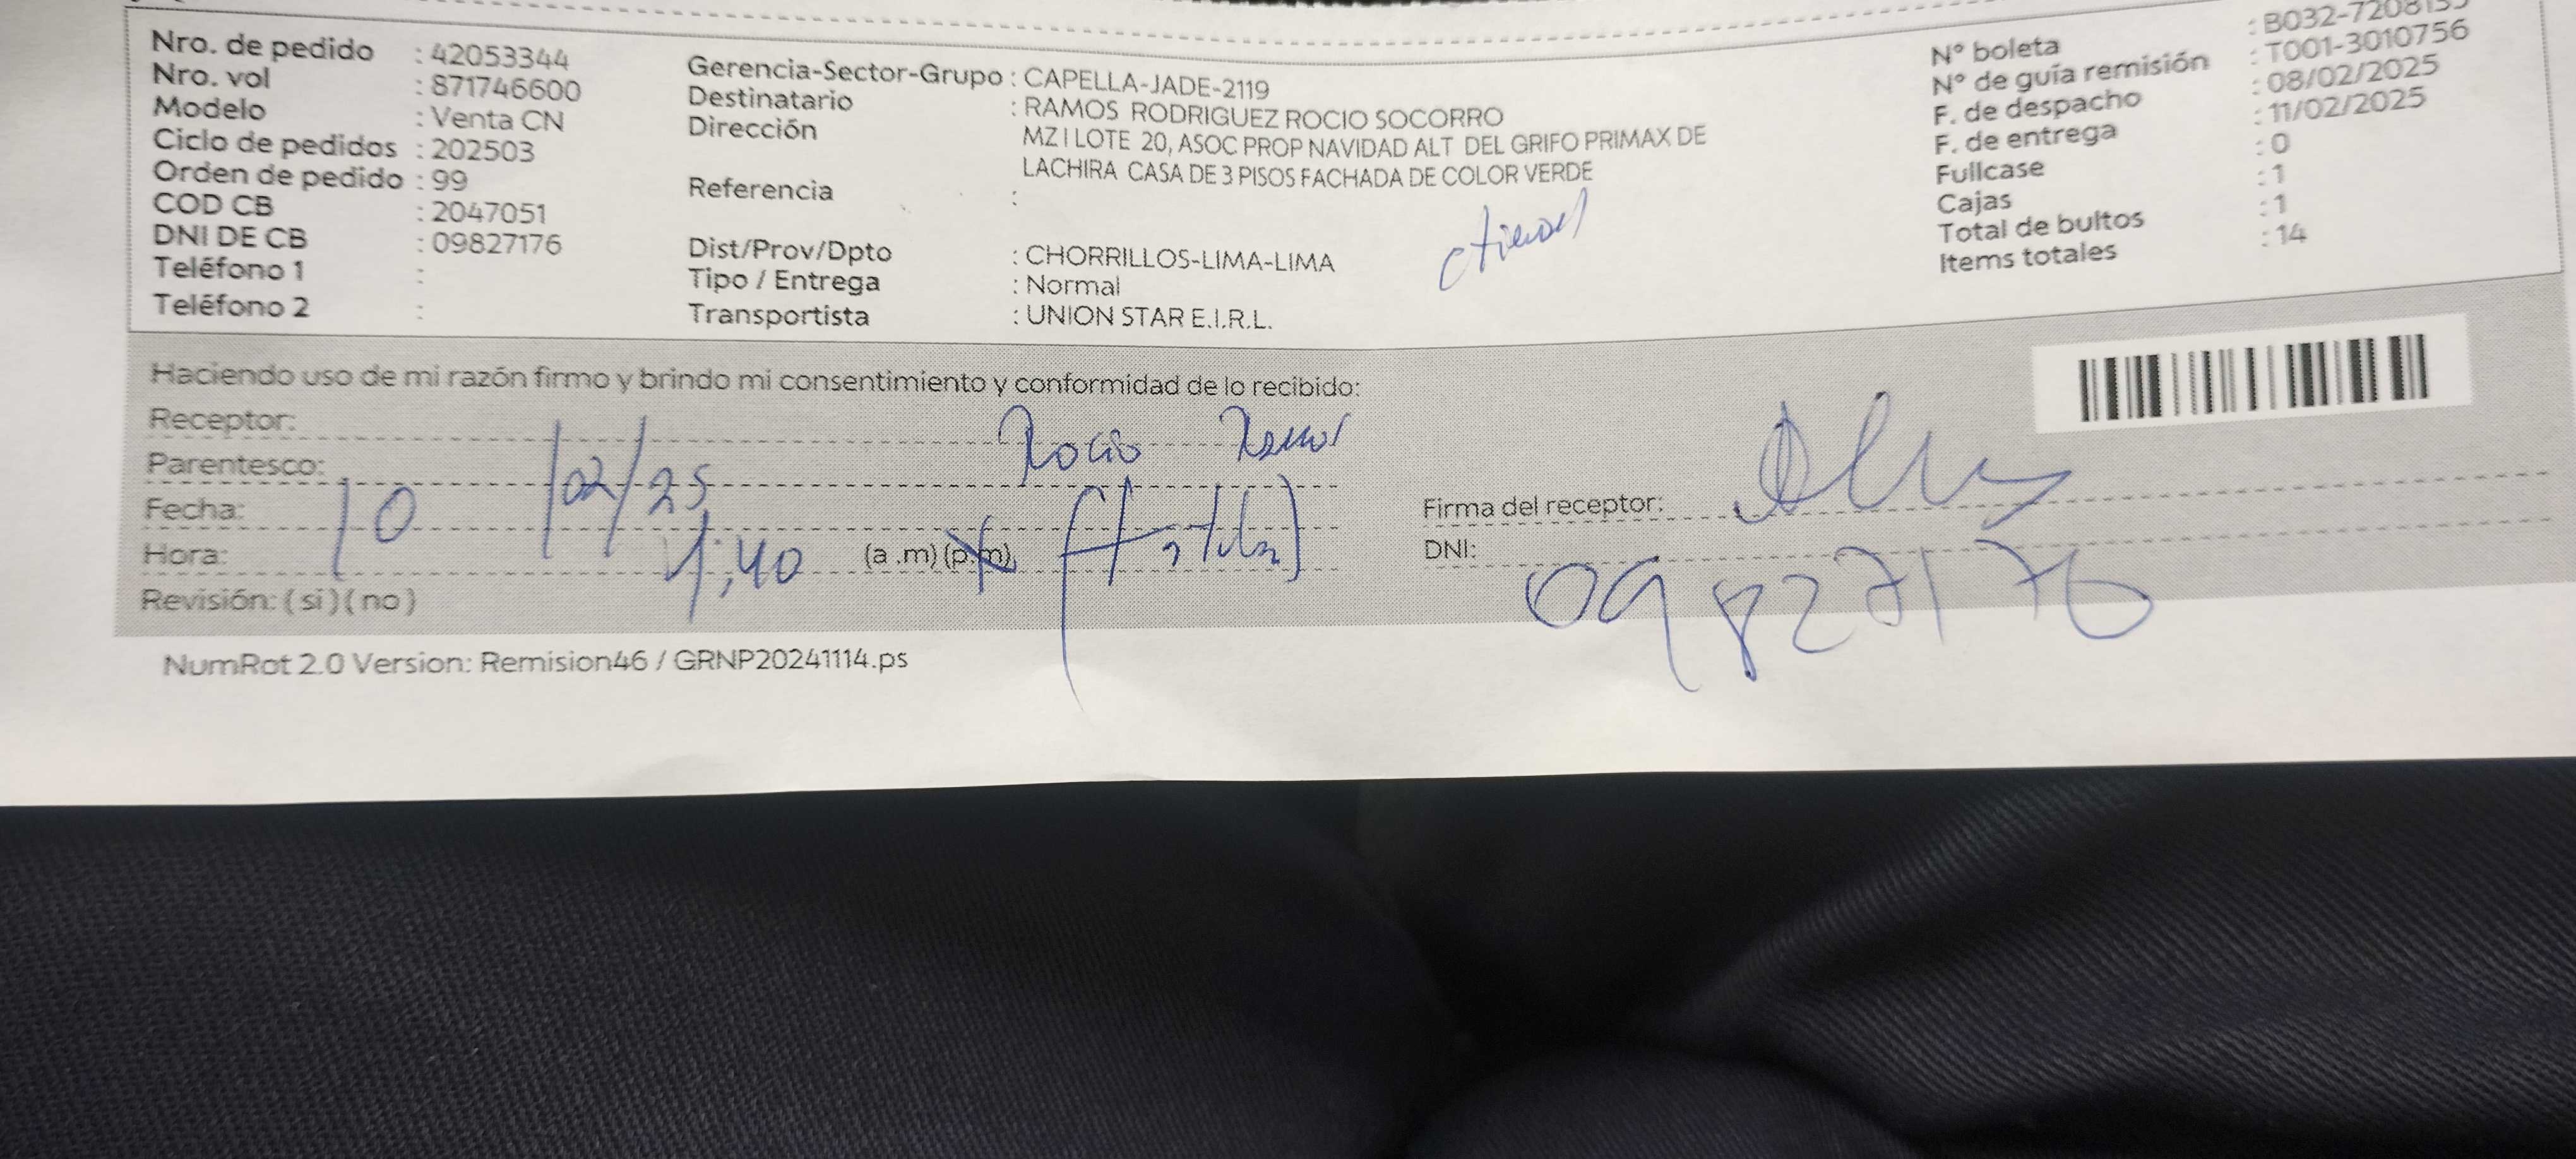 Nro. de pedido : 42053344
Nro. vol : 871746600
Modelo : Venta CN
Ciclo de pedidos : 202503
Orden de pedido : 99
COD CB : 2047051
DNI DE CB : 09827176
Teléfono 1 :
Teléfono 2 :
Gerencia-Sector-Grupo : CAPELLA-JADE-2119
Destinatario : RAMOS RODRIGUEZ ROCIO SOCORRO
Dirección MZ I LOTE 20, ASOC PROP NAVIDAD ALT DEL GRIFO PRIMAX DE
LACHIRA CASA DE 3 PISOS FACHADA DE COLOR VERDE
Referencia :
Dist/Prov/Dpto : CHORRILLOS-LIMA-LIMA
Tipo / Entrega : Normal
Transportista : UNION STAR E.I.R.L.
N° boleta : B032-7208135
N° de guía remisión : T001-3010756
F. de despacho : 08/02/2025
F. de entrega : 11/02/2025
Fullcase : 0
Cajas : 1
Total de bultos : 1
Items totales : 14
Haciendo uso de mi razón firmo y brindo mi consentimiento y conformidad de lo recibido:
Receptor: Rocio Ramos
Parentesco: (titular)
Fecha: 10/02/25
Hora: 4:40 (a .m) (p.m)
Revisión: ( si ) ( no )
Firma del receptor:
DNI: 09827176
NumRot 2.0 Version: Remision46 / GRNP20241114.ps